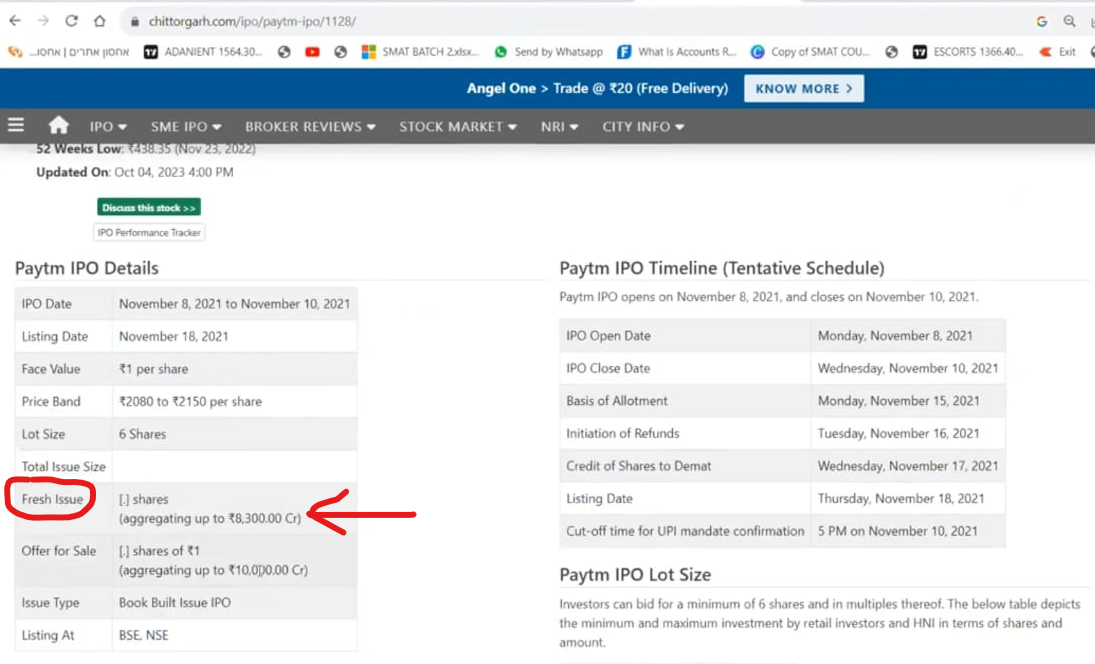 chittorgarh.com/ipo/paytm-ipo/1128/
אחסון אתרים | אחסו...
ADANIENT 1564.30...
SMAT BATCH 2.xlsx...
Send by Whatsapp
What Is Accounts R...
Copy of SMAT COU...
ESCORTS 1366.40...
Exit
Angel One > Trade @ ₹20 (Free Delivery)
KNOW MORE >
IPO
SME IPO
BROKER REVIEWS
STOCK MARKET
NRI
CITY INFO
52 Weeks Low: ₹438.35 (Nov 23, 2022)
Updated On: Oct 04, 2023 4:00 PM
Discuss this stock >>
IPO Performance Tracker
Paytm IPO Details
IPO Date November 8, 2021 to November 10, 2021
Listing Date November 18, 2021
Face Value ₹1 per share
Price Band ₹2080 to ₹2150 per share
Lot Size 6 Shares
Total Issue Size
Fresh Issue [.] shares
(aggregating up to ₹8,300.00 Cr)
Offer for Sale [.] shares of ₹1
(aggregating up to ₹10,000.00 Cr)
Issue Type Book Built Issue IPO
Listing At BSE, NSE
Paytm IPO Timeline (Tentative Schedule)
Paytm IPO opens on November 8, 2021, and closes on November 10, 2021.
IPO Open Date Monday, November 8, 2021
IPO Close Date Wednesday, November 10, 2021
Basis of Allotment Monday, November 15, 2021
Initiation of Refunds Tuesday, November 16, 2021
Credit of Shares to Demat Wednesday, November 17, 2021
Listing Date Thursday, November 18, 2021
Cut-off time for UPI mandate confirmation 5 PM on November 10, 2021
Paytm IPO Lot Size
Investors can bid for a minimum of 6 shares and in multiples thereof. The below table depicts
the minimum and maximum investment by retail investors and HNI in terms of shares and
amount.